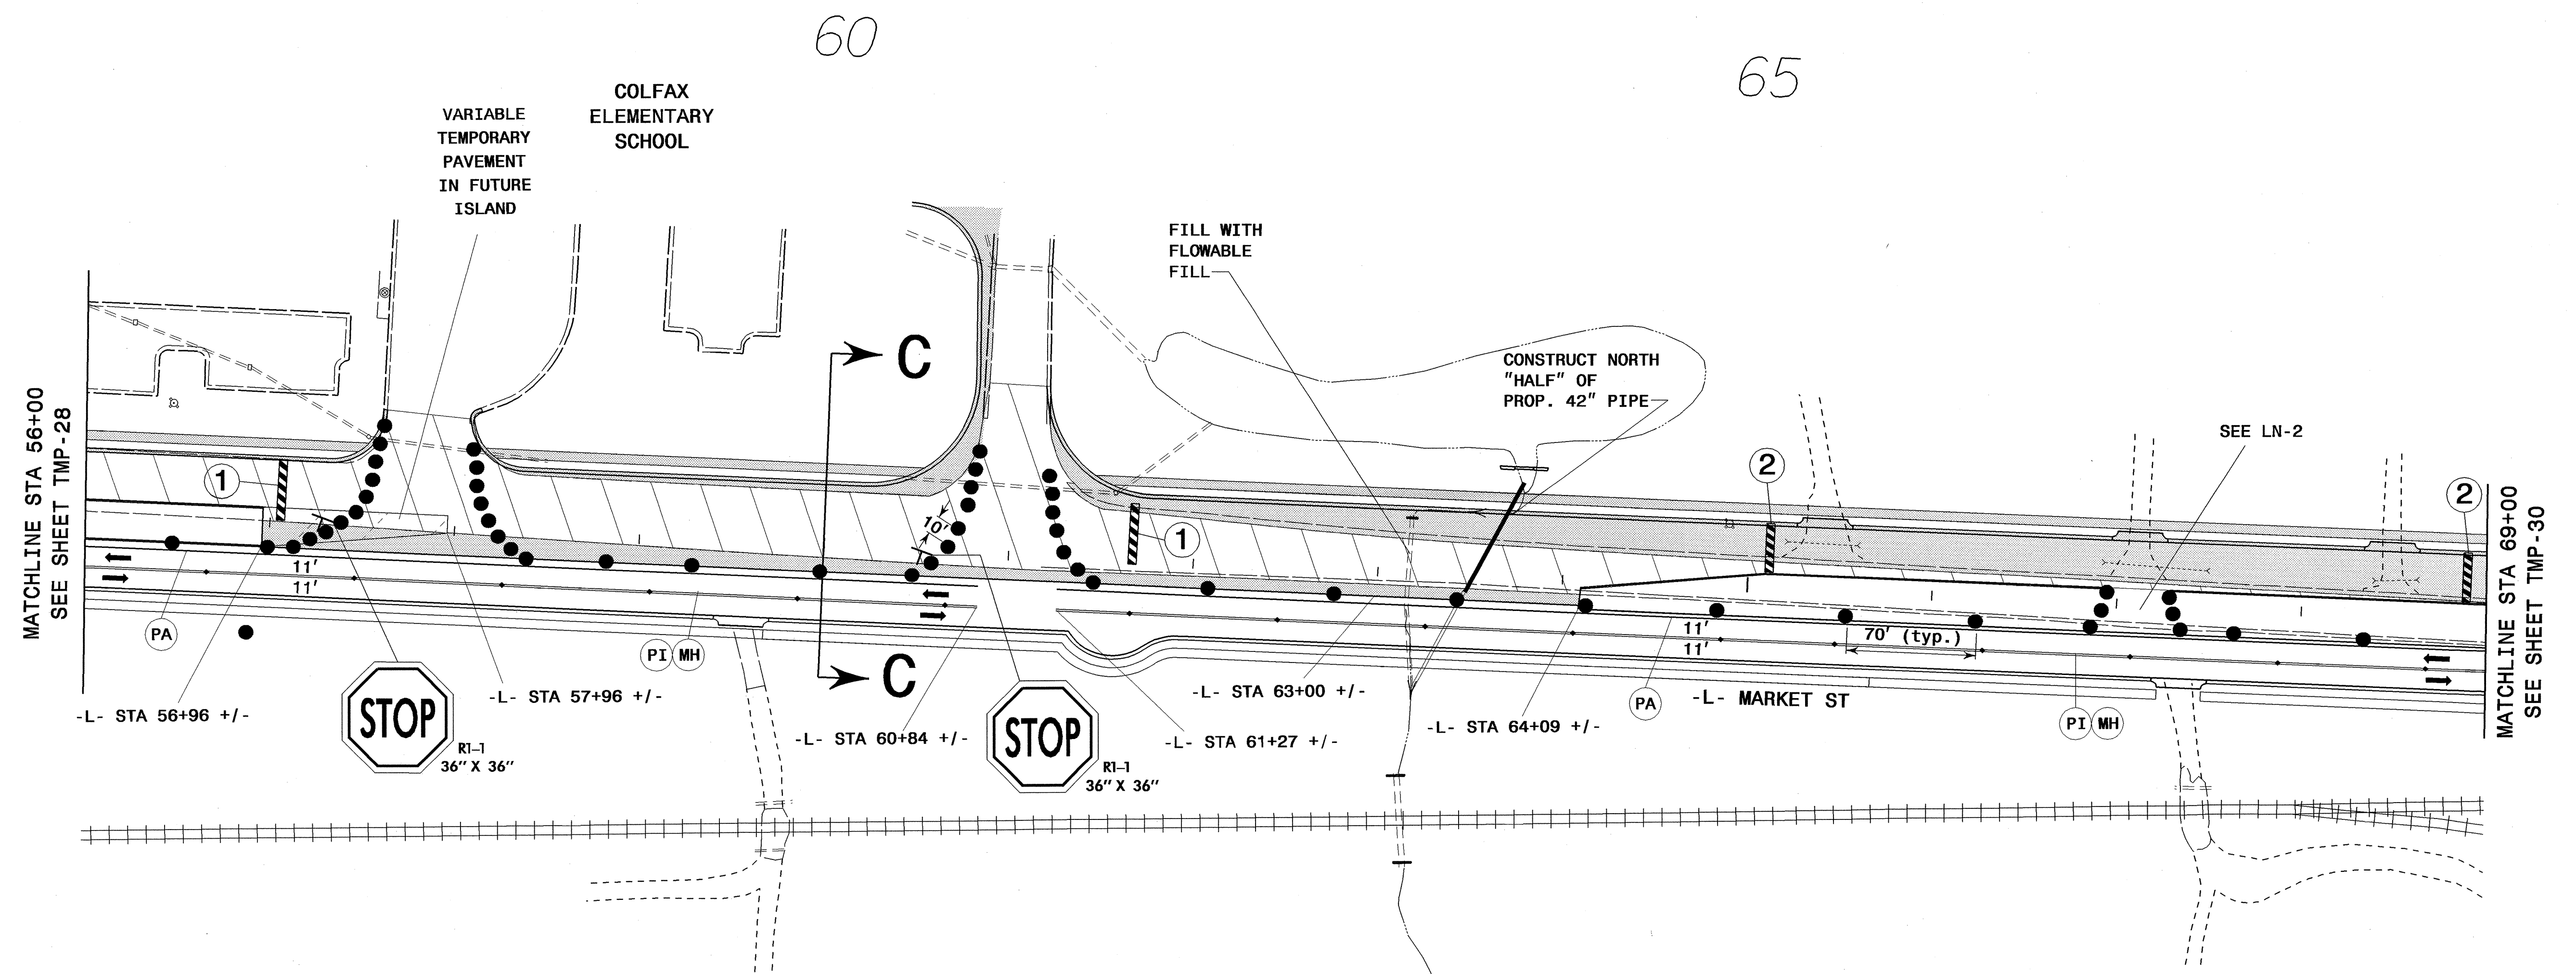 60
65
COLFAX
ELEMENTARY
SCHOOL
VARIABLE
TEMPORARY
PAVEMENT
IN FUTURE
ISLAND
FILL WITH
FLOWABLE
FILL
CONSTRUCT NORTH
"HALF" OF
PROP. 42" PIPE
SEE LN-2
MATCHLINE STA 56+00
SEE SHEET TMP-28
MATCHLINE STA 69+00
SEE SHEET TMP-30
C
1
2
2
1
10'
11'
11'
11'
11'
70' (typ.)
PA
PI MH
C
PA
PI MH
-L- STA 56+96 +/-
STOP
R1-1
36" X 36"
-L- STA 57+96 +/-
-L- STA 60+84 +/-
STOP
R1-1
36" X 36"
-L- STA 61+27 +/-
-L- STA 63+00 +/-
-L- STA 64+09 +/-
-L- MARKET ST